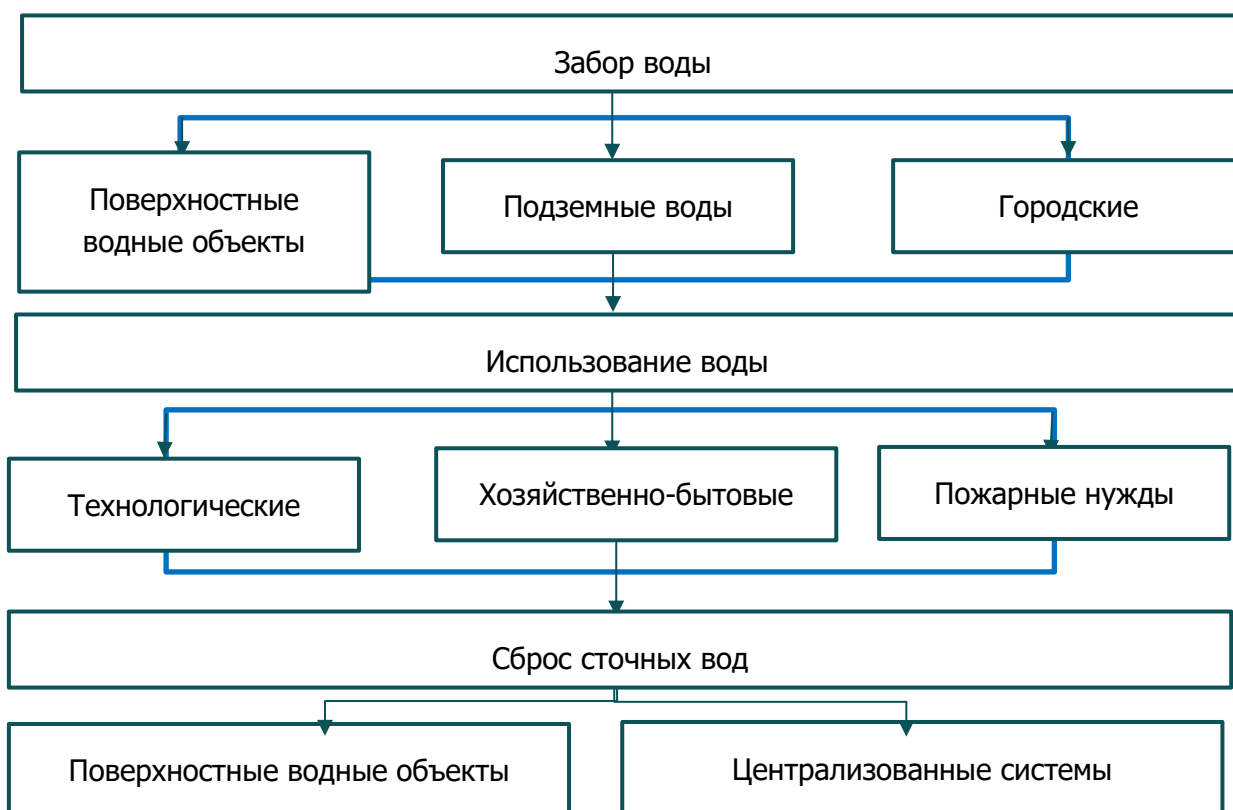 Забор воды
Поверхностные
водные объекты
Подземные воды
Городские
Использование воды
Технологические
Хозяйственно-бытовые
Пожарные нужды
Сброс сточных вод
Поверхностные водные объекты
Централизованные системы